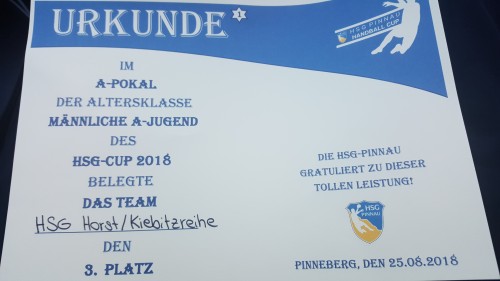 URKUNDE
HSG PINNAU
HANDBALL CUP
IM
A-POKAL
DER ALTERSKLASSE
MÄNNLICHE A-JUGEND
DES
HSG-CUP 2018
BELEGTE
DAS TEAM
HSG Horst/Kiebitzreihe
DEN
3. PLATZ
DIE HSG-PINNAU
GRATULIERT ZU DIESER
TOLLEN LEISTUNG!
HSG
PINNAU
PINNEBERG, DEN 25.08.2018